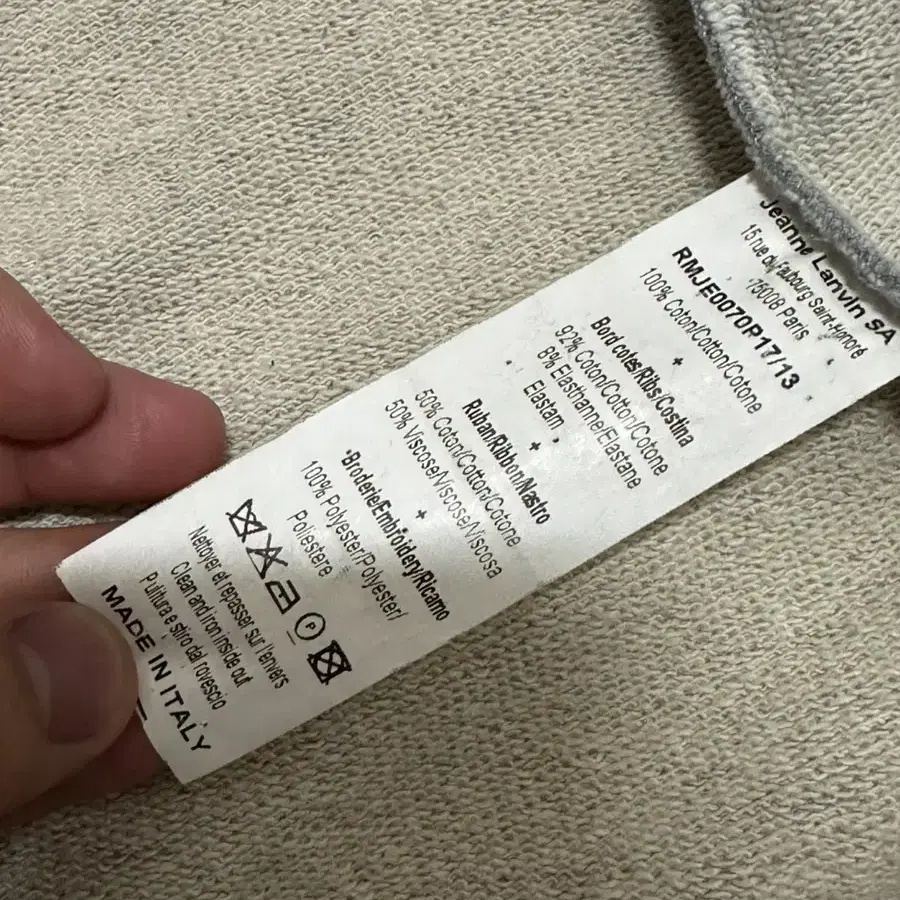 Jeanne Lanvin SA
15 rue du Faubourg Saint-Honoré
75008 Paris
RMJE0070P17/13
100% Coton/Cotton/Cotone
+
Bord cotes/Ribs/Costina
92% Coton/Cotton/Cotone
8% Elasthanne/Elastane
Elastam
+
Ruban/Ribbon/Nastro
50% Coton/Cotton/Cotone
50% Viscose/Viscose/Viscosa
+
*Broderie/Embroidery/Ricamo
100% Polyester/Polyester/
Poliestere
P
Nettoyer et repasser sur l'envers
Clean and iron inside out
Pulitura e stiro dal rovescio
MADE IN ITALY